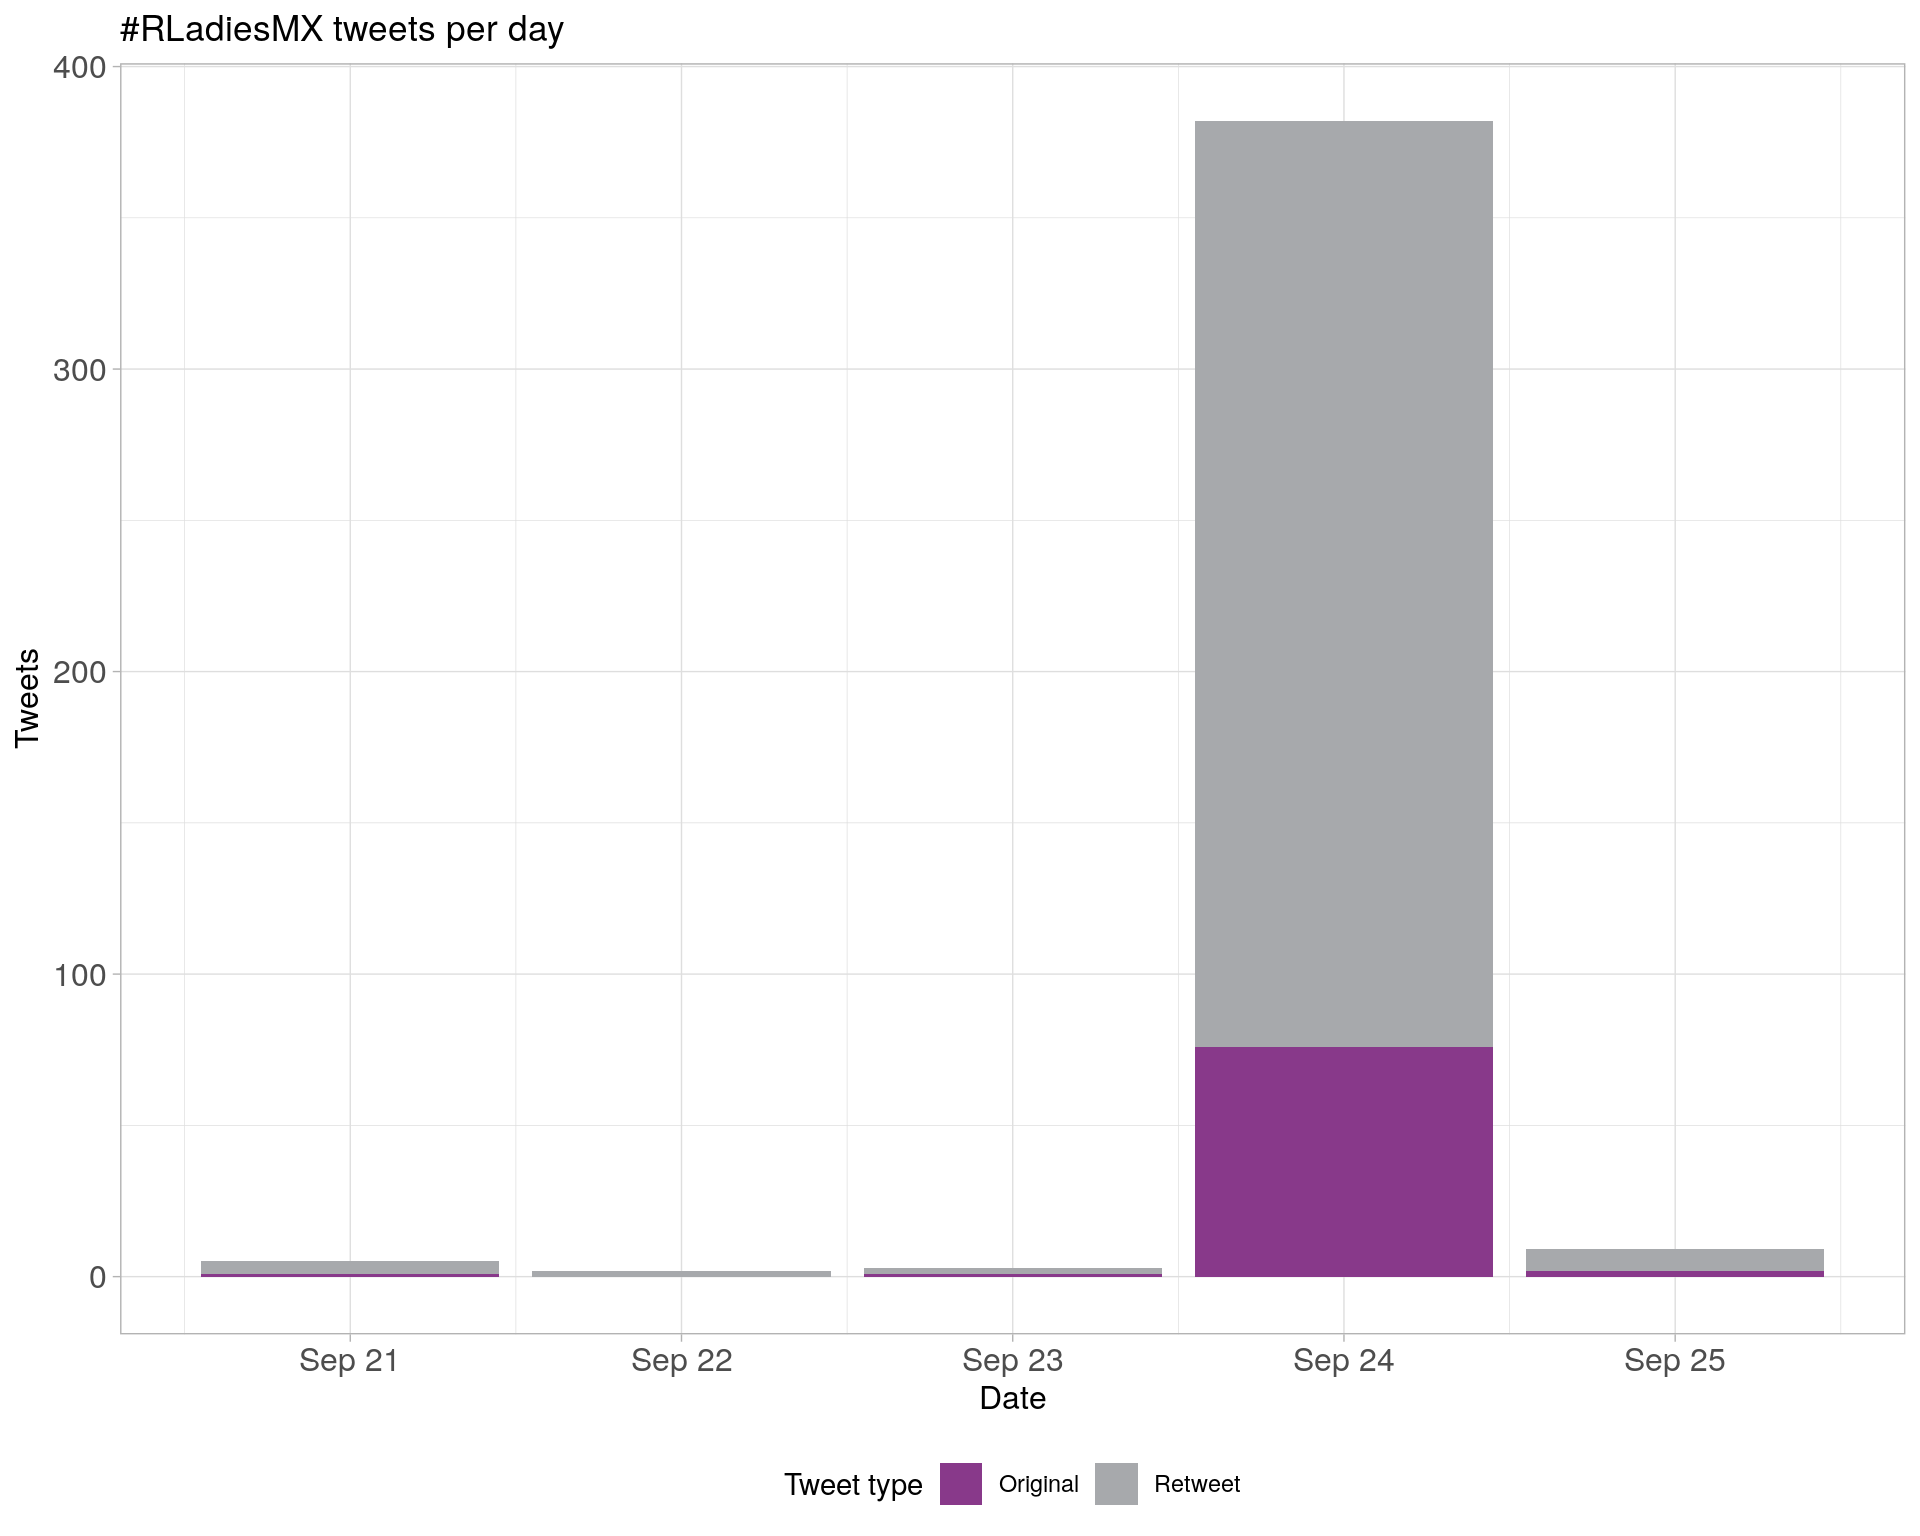 #RLadiesMX tweets per day
400
300
200
100
0
Tweets
Sep 21
Sep 22
Sep 23
Sep 24
Sep 25
Date
Tweet type
Original
Retweet